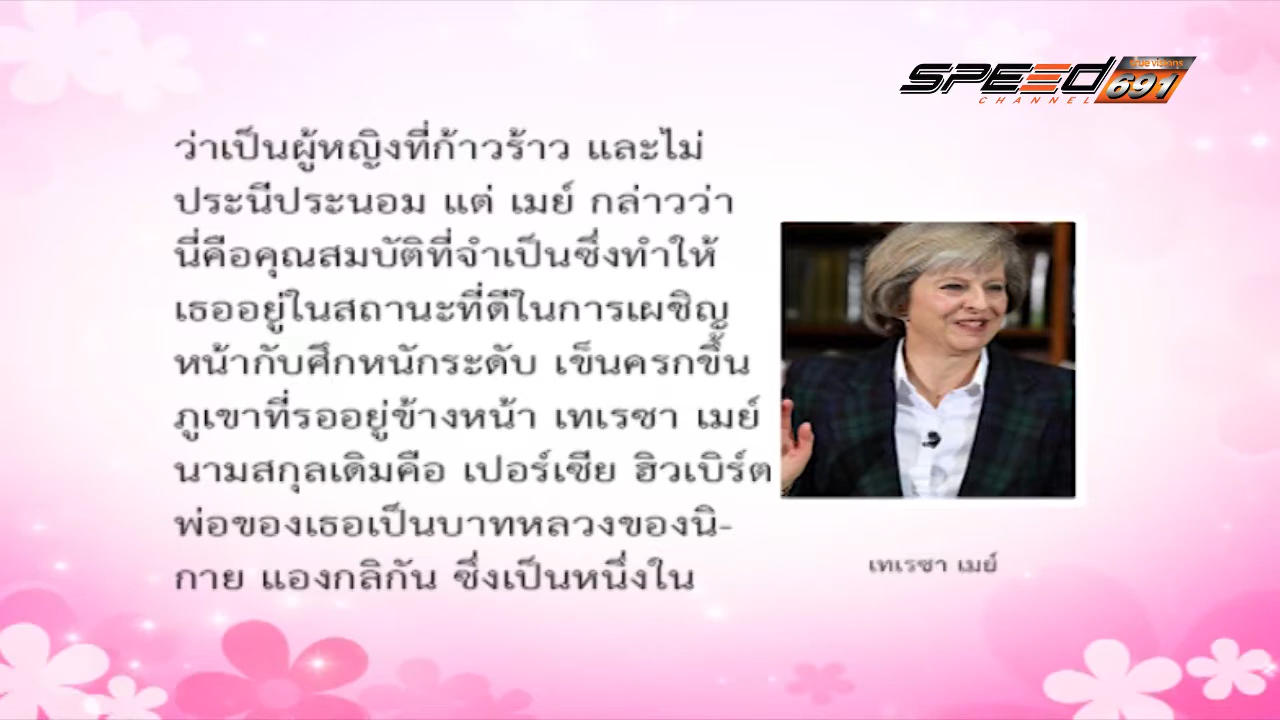 SPEED
CHANNEL
true visions
691
ว่าเป็นผู้หญิงที่ก้าวร้าว และไม่
ประนีประนอม แต่ เมย์ กล่าวว่า
นี่คือคุณสมบัติที่จำเป็นซึ่งทำให้
เธออยู่ในสถานะที่ดีในการเผชิญ
หน้ากับศึกหนักระดับ เข็นครกขึ้น
ภูเขาที่รออยู่ข้างหน้า เทเรซา เมย์
นามสกุลเดิมคือ เปอร์เซีย ฮิวเบิร์ต
พ่อของเธอเป็นบาทหลวงของนิ-
กาย แองกลิกัน ซึ่งเป็นหนึ่งใน
เทเรซา เมย์